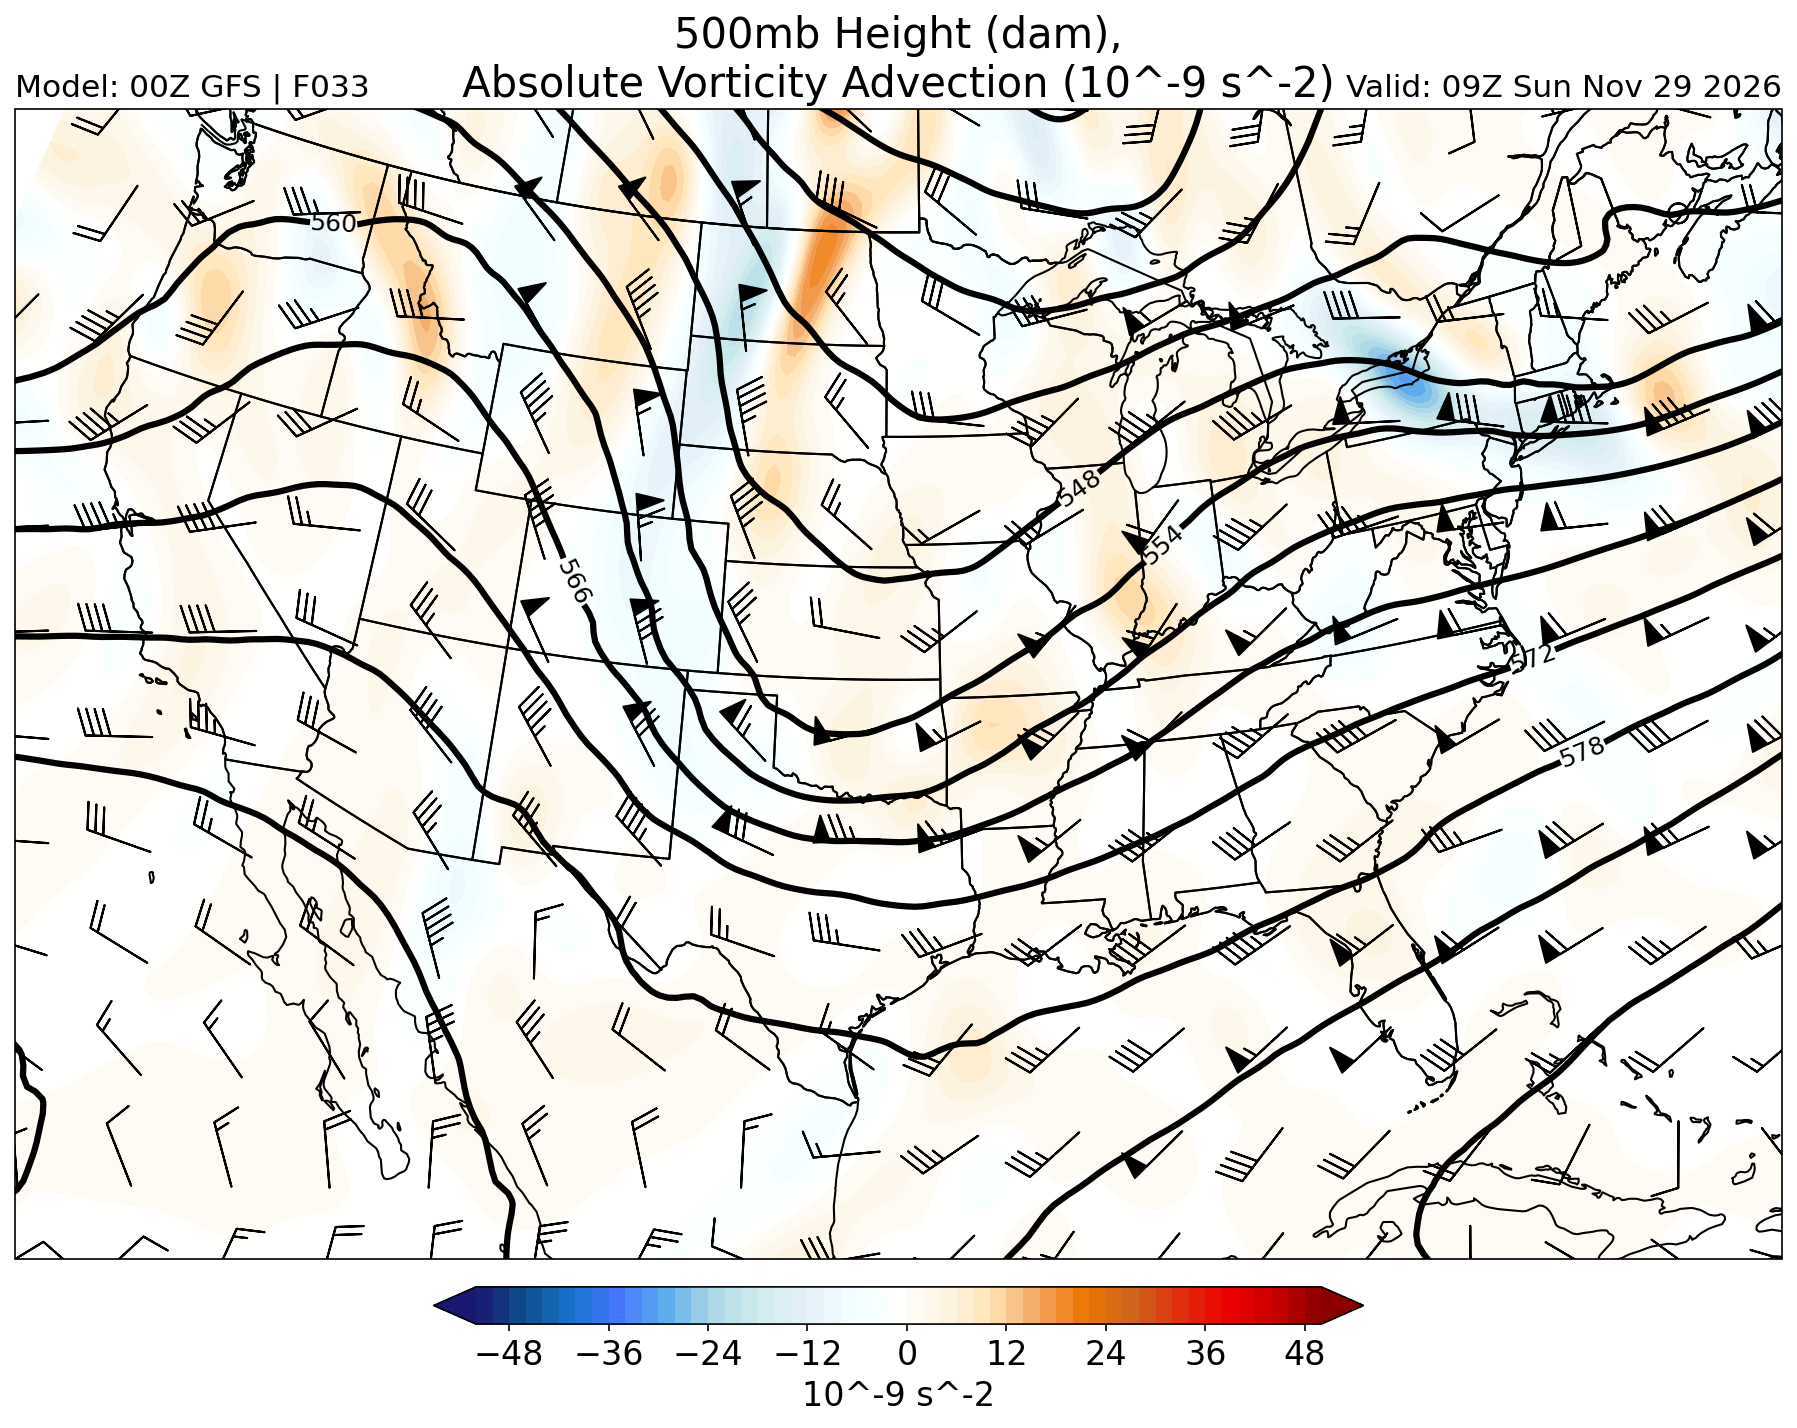 500mb Height (dam),
Model: 00Z GFS | F033
Absolute Vorticity Advection (10^-9 s^-2)
Valid: 09Z Sun Nov 29 2026
560
548
554
566
572
578
−48 −36 −24 −12 0 12 24 36 48
10^-9 s^-2